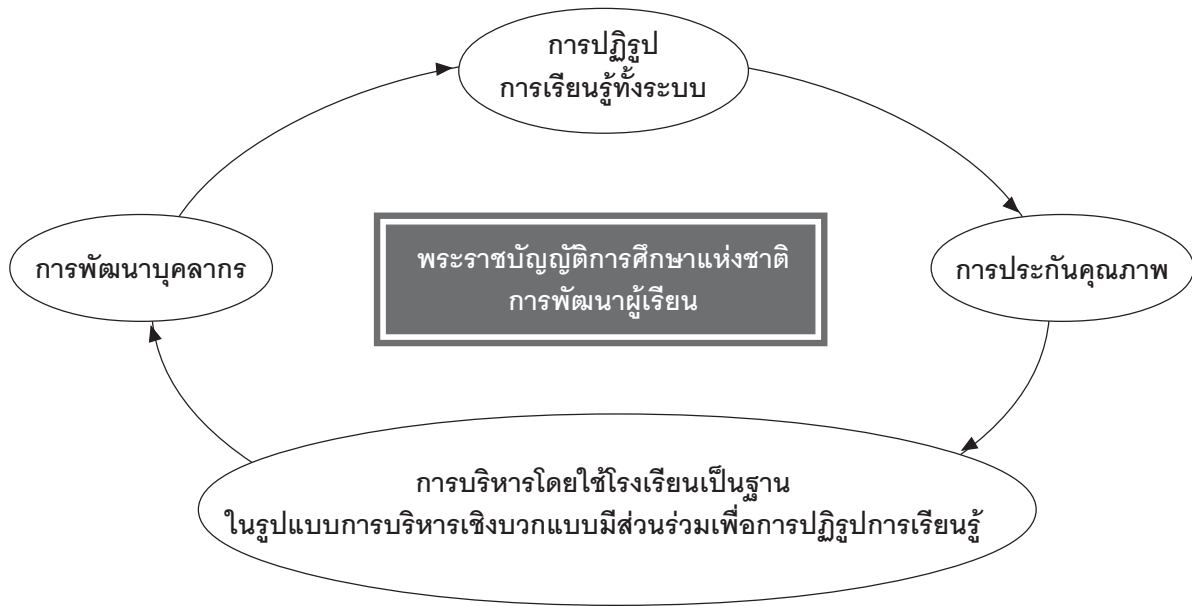 การปฏิรูป
การเรียนรู้ทั้งระบบ
การพัฒนาบุคลากร
พระราชบัญญัติการศึกษาแห่งชาติ
การพัฒนาผู้เรียน
การประกันคุณภาพ
การบริหารโดยใช้โรงเรียนเป็นฐาน
ในรูปแบบการบริหารเชิงบวกแบบมีส่วนร่วมเพื่อการปฏิรูปการเรียนรู้